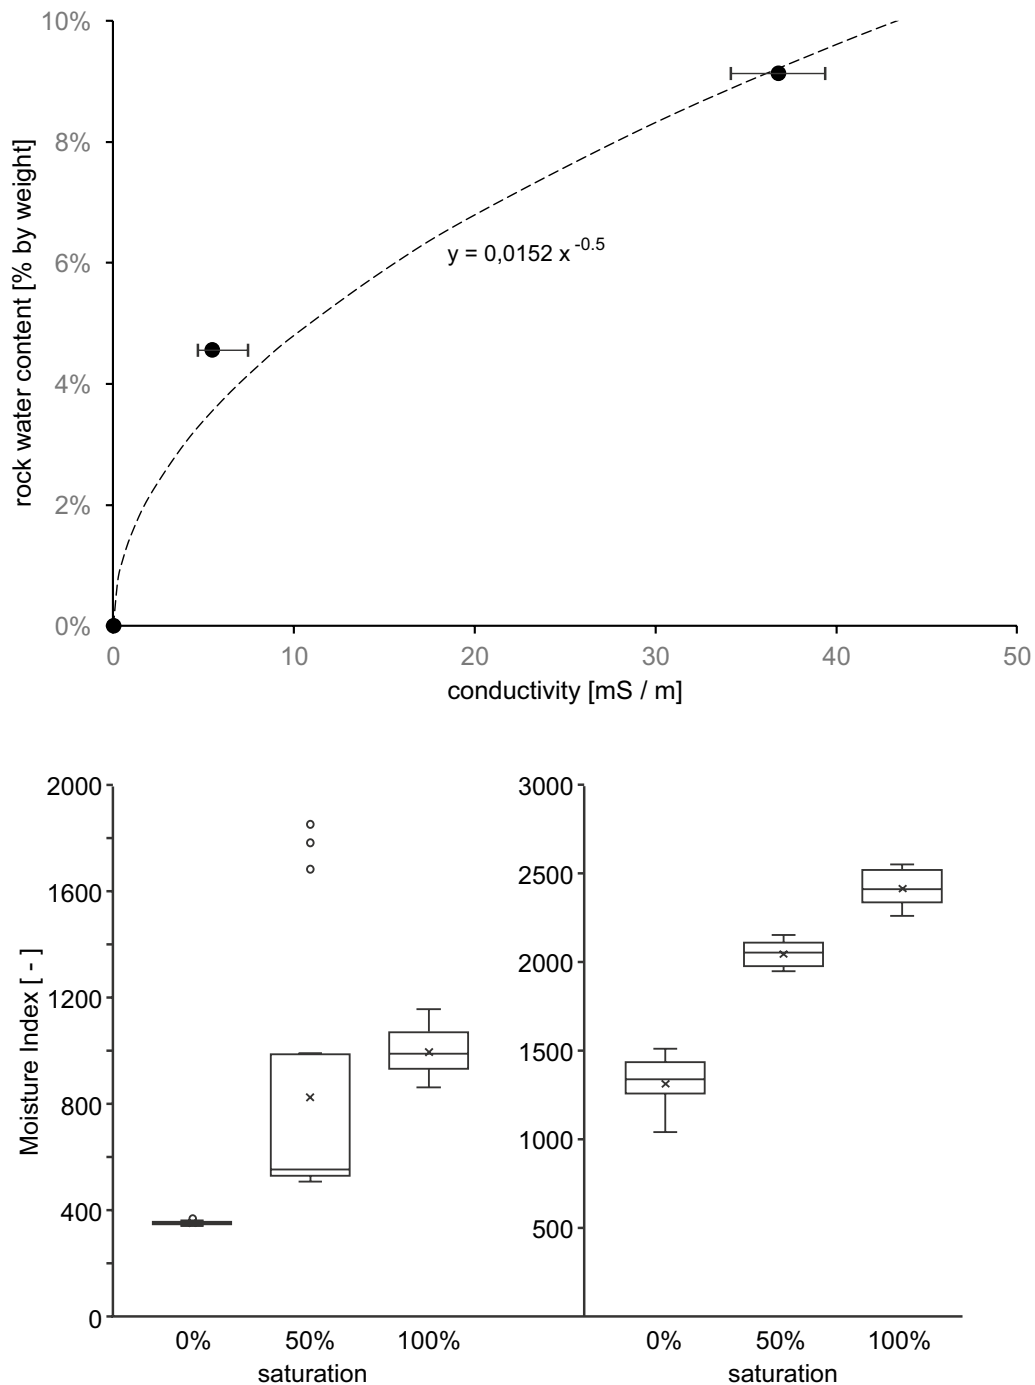 10%
8%
6%
4%
2%
0%
rock water content [% by weight]
y = 0,0152 x -0.5
0 10 20 30 40 50
conductivity [mS / m]
2000
1600
1200
800
400
0
Moisture Index [ - ]
0% 50% 100%
saturation
3000
2500
2000
1500
1000
500
0% 50% 100%
saturation